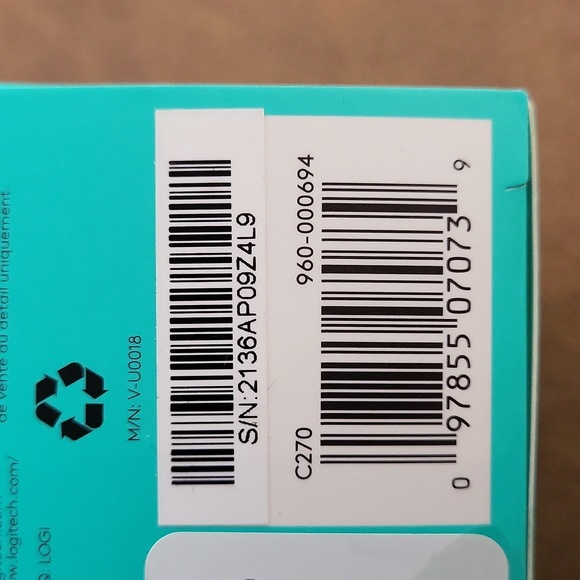 de vente au détail uniquement.
w.logitech.com/
: LOGI
M/N: V-U0018
S/N:2136AP09Z4L9
960-000694
C270
0 97855 07073 9